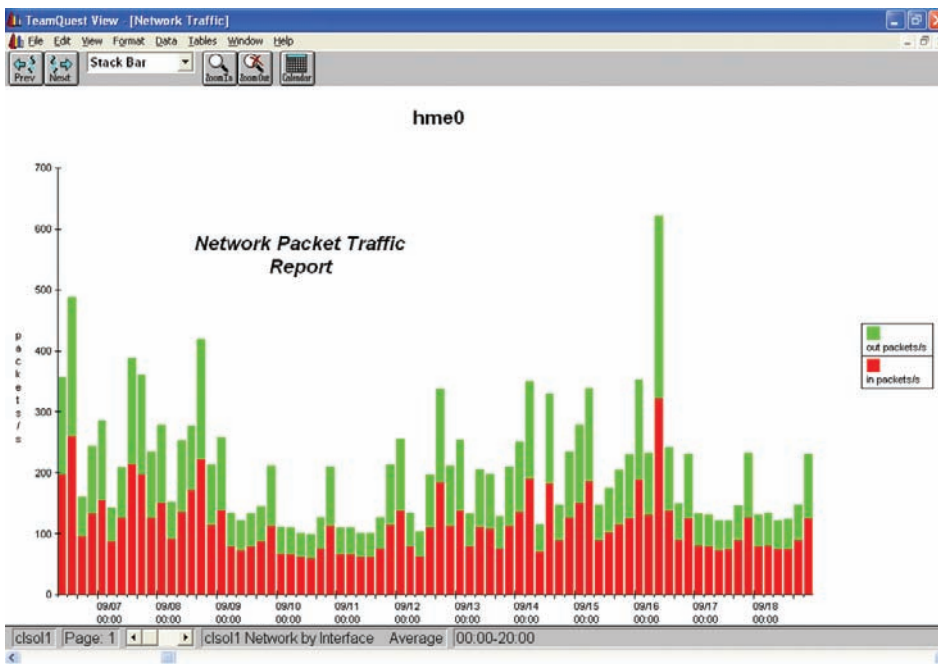 TeamQuest View - [Network Traffic]
File Edit View Format Data Tables Window Help
Prev Next Stack Bar Zoom In Zoom Out Calendar
hme0
700
600
500
400
300
200
100
0
packets/s
Network Packet Traffic
Report
out packets/s
in packets/s
09/07 09/08 09/09 09/10 09/11 09/12 09/13 09/14 09/15 09/16 09/17 09/18
00:00 00:00 00:00 00:00 00:00 00:00 00:00 00:00 00:00 00:00 00:00 00:00
clsol1 Page: 1 clsol1 Network by Interface Average 00:00-20:00